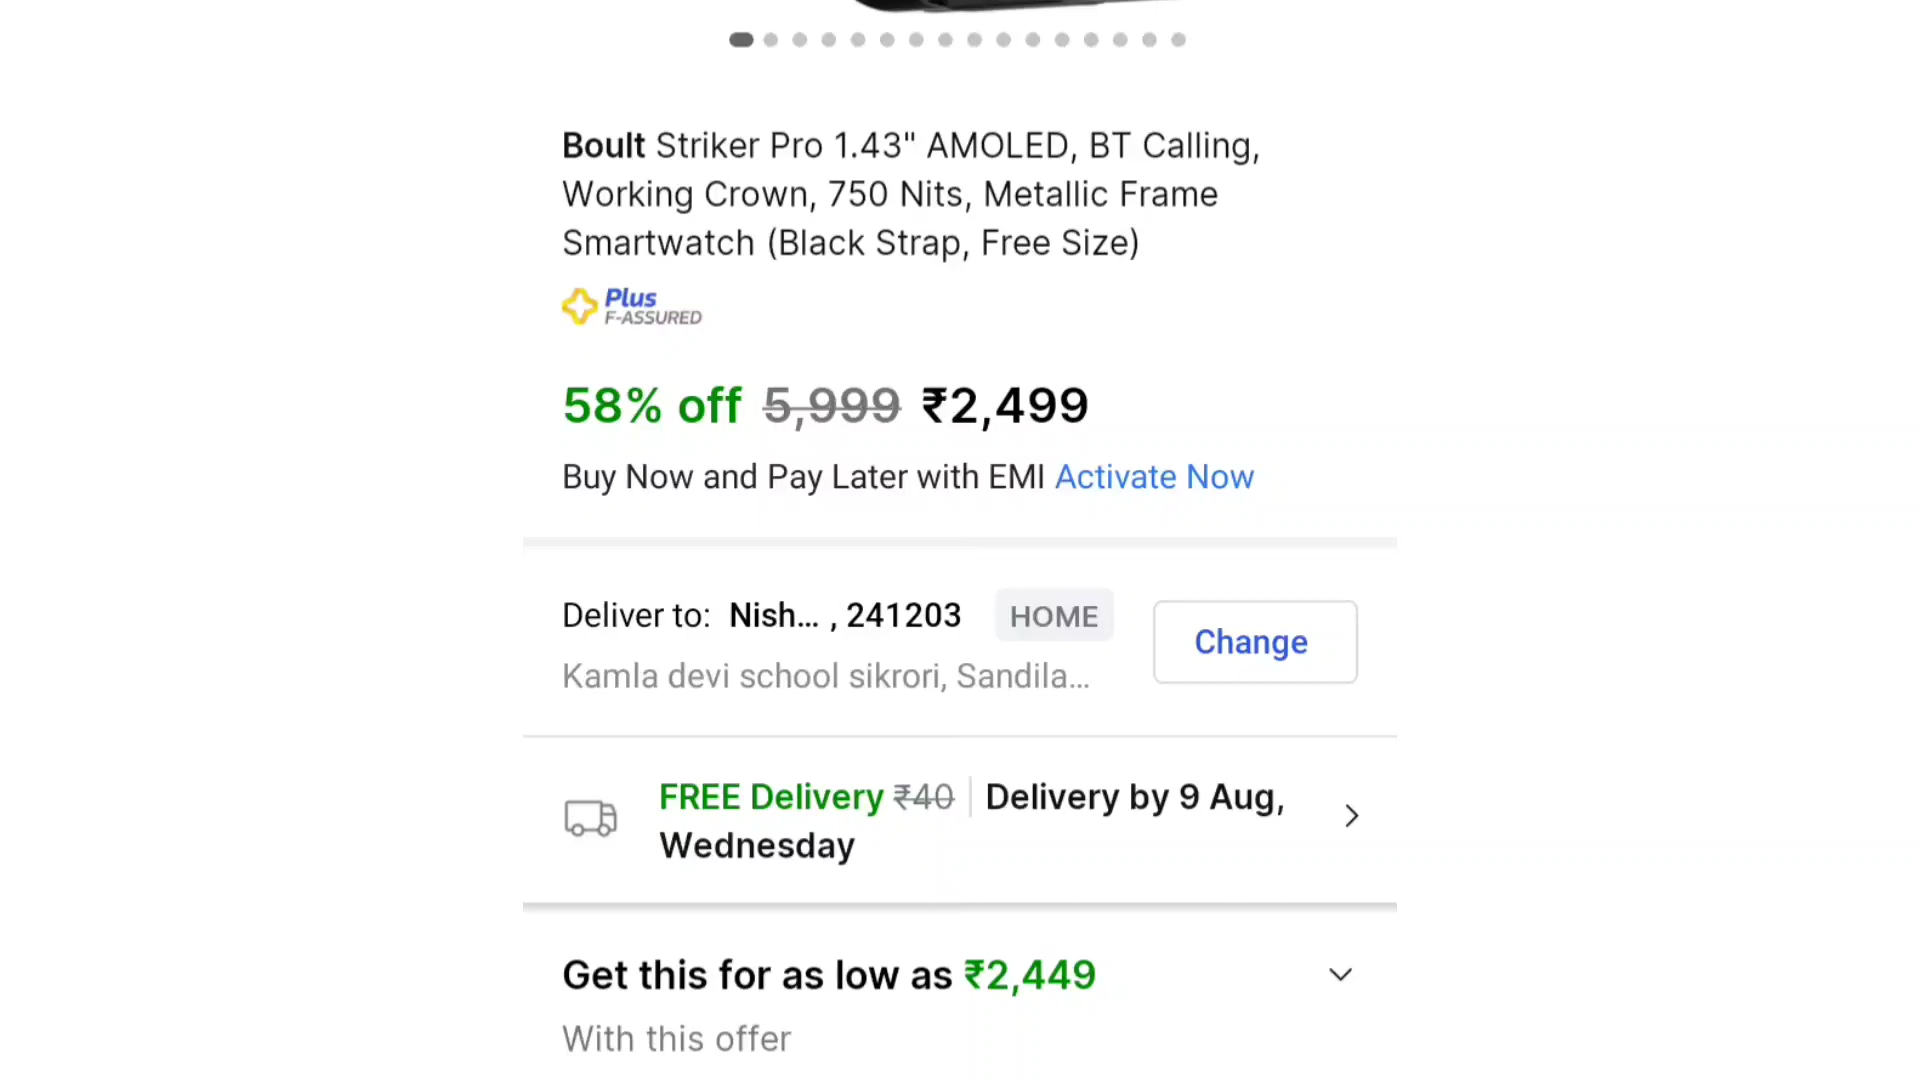 Boult Striker Pro 1.43" AMOLED, BT Calling,
Working Crown, 750 Nits, Metallic Frame
Smartwatch (Black Strap, Free Size)
Plus
F-ASSURED
58% off 5,999 ₹2,499
Buy Now and Pay Later with EMI Activate Now
Deliver to: Nish... , 241203 HOME
Change
Kamla devi school sikrori, Sandila...
FREE Delivery ₹40 Delivery by 9 Aug,
Wednesday
Get this for as low as ₹2,449
With this offer